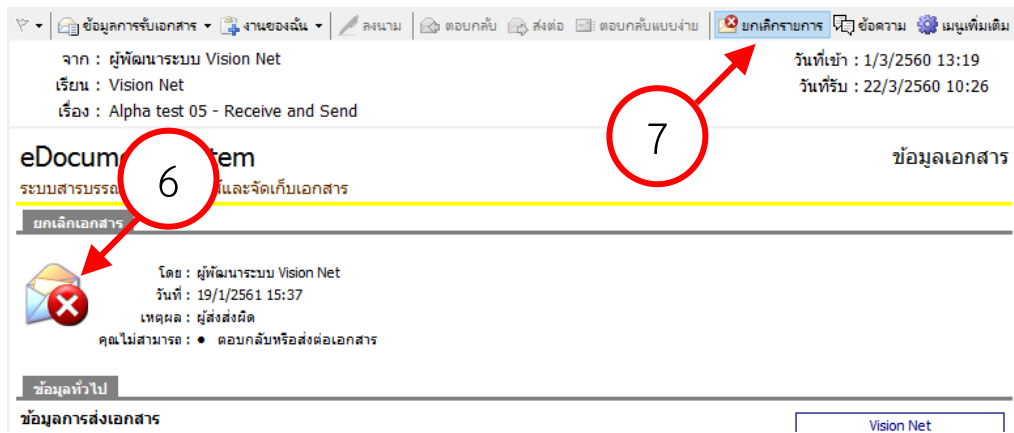 ข้อมูลการรับเอกสาร งานของฉัน ลงนาม ตอบกลับ ส่งต่อ ตอบกลับแบบง่าย ยกเลิกรายการ ข้อความ เมนูเพิ่มเติม
จาก : ผู้พัฒนาระบบ Vision Net วันที่เข้า : 1/3/2560 13:19
เรียน : Vision Net วันที่รับ : 22/3/2560 10:26
เรื่อง : Alpha test 05 - Receive and Send
7
eDocum tem ข้อมูลเอกสาร
6
ระบบสารบรรณ และจัดเก็บเอกสาร
ยกเลิกเอกสาร
โดย : ผู้พัฒนาระบบ Vision Net
วันที่ : 19/1/2561 15:37
เหตุผล : ผู้ส่งส่งผิด
คุณไม่สามารถ : ● ตอบกลับหรือส่งต่อเอกสาร
ข้อมูลทั่วไป
ข้อมูลการส่งเอกสาร
Vision Net